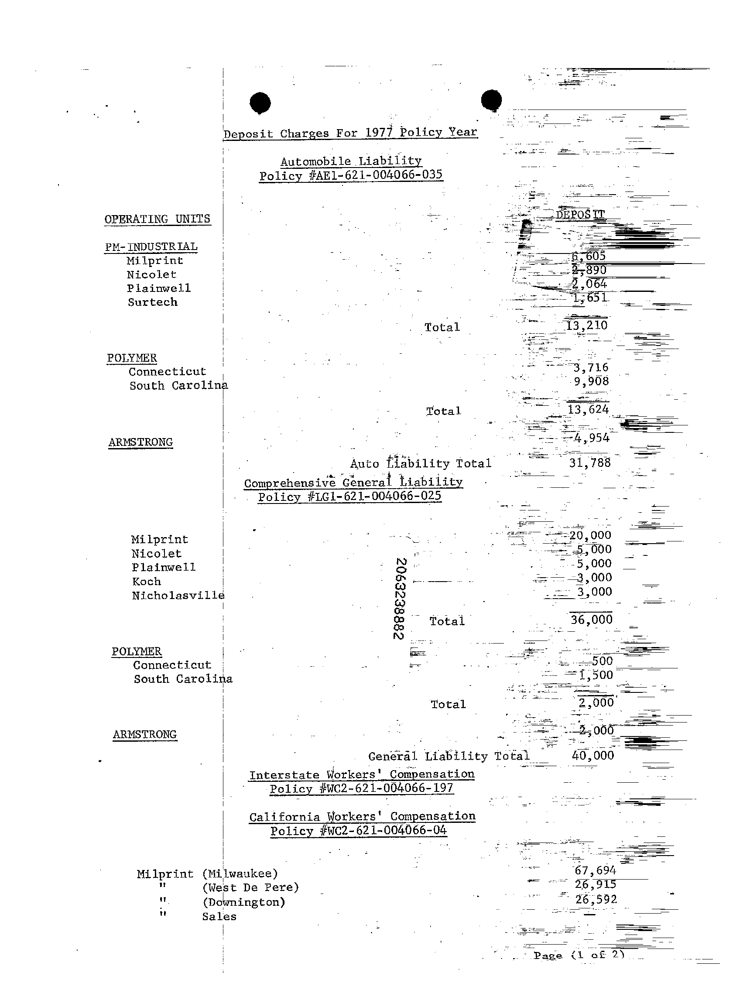 Deposit Charges For 1977 Policy Year
Automobile Liability
Policy #AE1-621-004066-035
OPERATING UNITS DEPOSIT
PM-INDUSTRIAL
Milprint 6,605
Nicolet 2,890
Plainwell 2,064
Surtech 1,651
Total 13,210
POLYMER
Connecticut 3,716
South Carolina 9,908
Total 13,624
ARMSTRONG 4,954
Auto Liability Total 31,788
Comprehensive General Liability
Policy #LG1-621-004066-025
Milprint 20,000
Nicolet 5,000
Plainwell 5,000
Koch 3,000
Nicholasville 3,000
Total 36,000
2063238882
POLYMER
Connecticut 500
South Carolina 1,500
Total 2,000
ARMSTRONG 2,000
General Liability Total 40,000
Interstate Workers' Compensation
Policy #WC2-621-004066-197
California Workers' Compensation
Policy #WC2-621-004066-04
Milprint (Milwaukee) 67,694
" (West De Pere) 26,915
" (Downington) 26,592
" Sales —
Page (1 of 2)